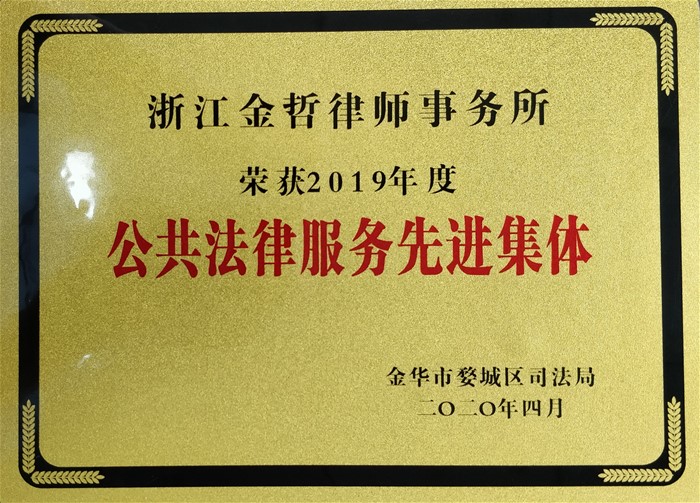 浙江金哲律师事务所
荣获2019年度
公共法律服务先进集体
金华市婺城区司法局
二〇二〇年四月